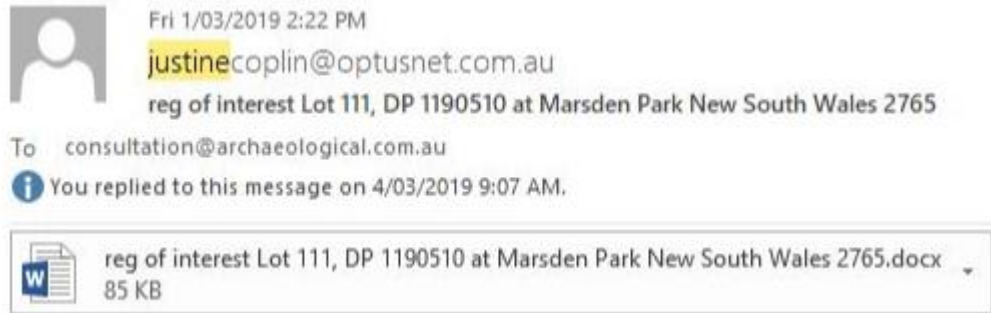 Fri 1/03/2019 2:22 PM
justinecoplin@optusnet.com.au
reg of interest Lot 111, DP 1190510 at Marsden Park New South Wales 2765
To consultation@archaeological.com.au
i You replied to this message on 4/03/2019 9:07 AM.
W reg of interest Lot 111, DP 1190510 at Marsden Park New South Wales 2765.docx
85 KB